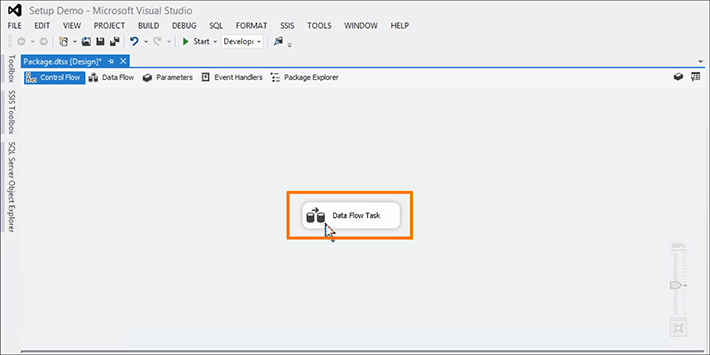 Setup Demo - Microsoft Visual Studio
FILE EDIT VIEW PROJECT BUILD DEBUG SQL FORMAT SSIS TOOLS WINDOW HELP
Start Develop
Package.dtsx [Design]*
Control Flow Data Flow Parameters Event Handlers Package Explorer
Toolbox
SSIS Toolbox
SQL Server Object Explorer
Data Flow Task
100%